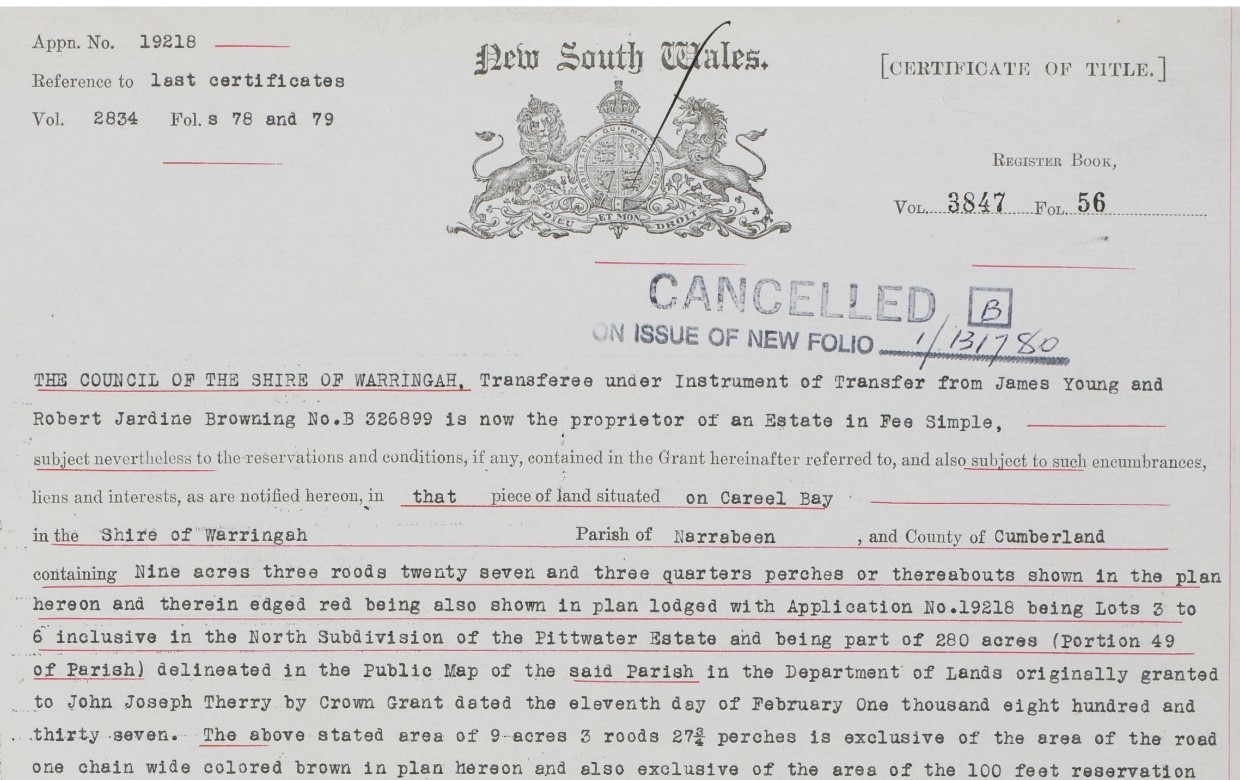 Appn. No. 19218
Reference to last certificates
Vol. 2834 Fol.s 78 and 79
New South Wales.
[CERTIFICATE OF TITLE.]
REGISTER BOOK,
VOL. 3847 FOL. 56
QUI · MAL
DIEU ET MON DROIT
CANCELLED B
ON ISSUE OF NEW FOLIO 1/131780
THE COUNCIL OF THE SHIRE OF WARRINGAH, Transferee under Instrument of Transfer from James Young and
Robert Jardine Browning No.B 326899 is now the proprietor of an Estate in Fee Simple,
subject nevertheless to the reservations and conditions, if any, contained in the Grant hereinafter referred to, and also subject to such encumbrances,
liens and interests, as are notified hereon, in that piece of land situated on Careel Bay
in the Shire of Warringah Parish of Narrabeen , and County of Cumberland
containing Nine acres three roods twenty seven and three quarters perches or thereabouts shown in the plan
hereon and therein edged red being also shown in plan lodged with Application No.19218 being Lots 3 to
6 inclusive in the North Subdivision of the Pittwater Estate and being part of 280 acres (Portion 49
of Parish) delineated in the Public Map of the said Parish in the Department of Lands originally granted
to John Joseph Therry by Crown Grant dated the eleventh day of February One thousand eight hundred and
thirty seven. The above stated area of 9 acres 3 roods 27¾ perches is exclusive of the area of the road
one chain wide colored brown in plan hereon and also exclusive of the area of the 100 feet reservation